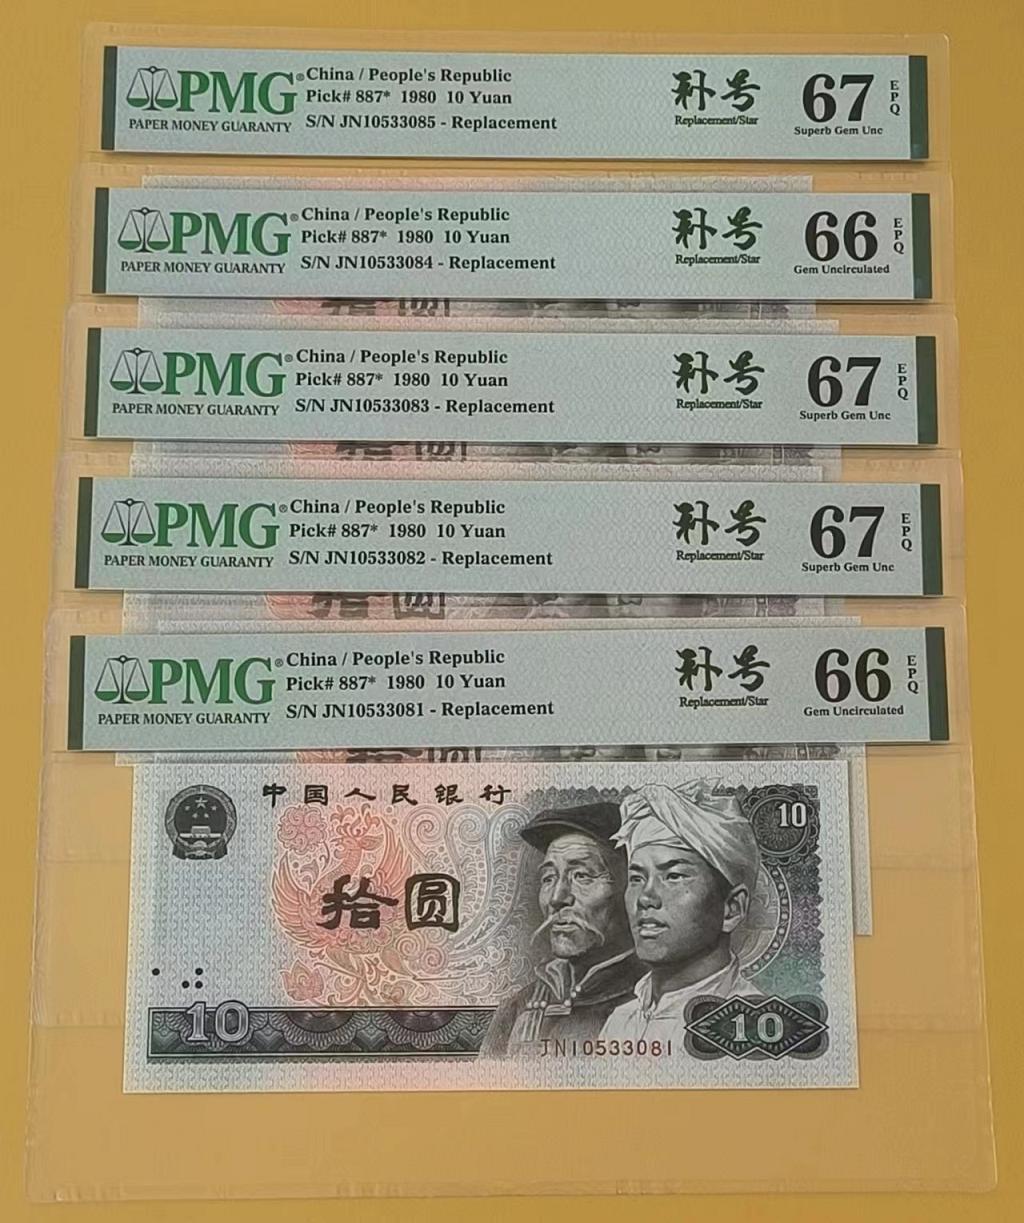 PMG®
PAPER MONEY GUARANTY
China / People's Republic
Pick# 887* 1980 10 Yuan
S/N JN10533085 - Replacement
补号
Replacement/Star
67
Superb Gem Unc
EPQ
PMG®
PAPER MONEY GUARANTY
China / People's Republic
Pick# 887* 1980 10 Yuan
S/N JN10533084 - Replacement
补号
Replacement/Star
66
Gem Uncirculated
EPQ
拾圆
PMG®
PAPER MONEY GUARANTY
China / People's Republic
Pick# 887* 1980 10 Yuan
S/N JN10533083 - Replacement
补号
Replacement/Star
67
Superb Gem Unc
EPQ
拾圆
PMG®
PAPER MONEY GUARANTY
China / People's Republic
Pick# 887* 1980 10 Yuan
S/N JN10533082 - Replacement
补号
Replacement/Star
67
Superb Gem Unc
EPQ
拾圆
PMG®
PAPER MONEY GUARANTY
China / People's Republic
Pick# 887* 1980 10 Yuan
S/N JN10533081 - Replacement
补号
Replacement/Star
66
Gem Uncirculated
EPQ
中国人民银行
10
拾圆
10
JN10533081
10